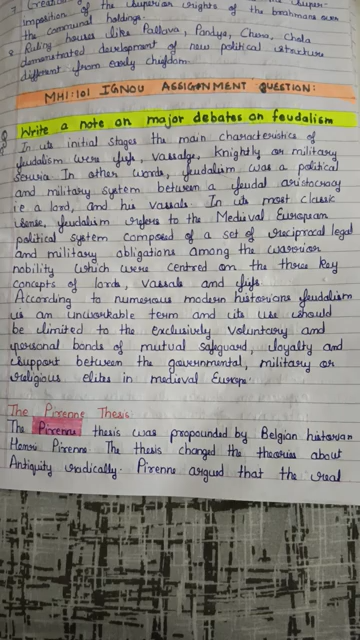 7. Creation of the super-
imposition of the superior rights of the brahmans over
the communal holdings.
8. Ruling houses like Pallava, Pandya, Chera, Chola
demonstrated development of new political structure
different from early chiefdom.
MHI:101 IGNOU ASSIGNMENT QUESTION:
Write a note on major debates on feudalism
In its initial stages the main characteristics of
feudalism were fiefs, vassalage, knightly or military
service. In other words, feudalism was a political
and military system between a feudal aristocracy
i.e a lord, and his vassals. In its most classic
sense, feudalism refers to the Medieval European
political system composed of a set of reciprocal legal
and military obligations among the warrior
nobility which were centred on the three key
concepts of lords, vassals and fiefs.
According to numerous modern historians feudalism
is an unworkable term and its use should
be limited to the exclusively voluntary and
personal bonds of mutual safeguard, loyalty and
support between the governmental, military or
religious elites in medieval Europe.
The Pirenne Thesis
The Pirenne thesis was propounded by Belgian historian
Henri Pirenne. The thesis changed the theories about
Antiquity radically. Pirenne argued that the real